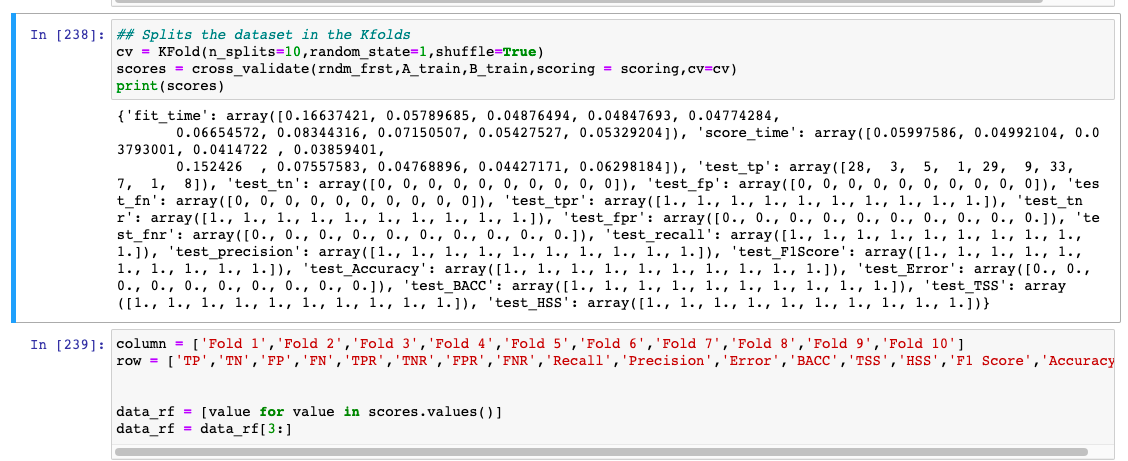 In [238]:
## Splits the dataset in the Kfolds
cv = KFold(n_splits=10,random_state=1,shuffle=True)
scores = cross_validate(rndm_frst,A_train,B_train,scoring = scoring,cv=cv)
print(scores)
{'fit_time': array([0.16637421, 0.05789685, 0.04876494, 0.04847693, 0.04774284,
0.06654572, 0.08344316, 0.07150507, 0.05427527, 0.05329204]), 'score_time': array([0.05997586, 0.04992104, 0.0
3793001, 0.0414722 , 0.03859401,
0.152426  , 0.07557583, 0.04768896, 0.04427171, 0.06298184]), 'test_tp': array([28,  3,  5,  1, 29,  9, 33,
7,  1,  8]), 'test_tn': array([0, 0, 0, 0, 0, 0, 0, 0, 0, 0]), 'test_fp': array([0, 0, 0, 0, 0, 0, 0, 0, 0, 0]), 'tes
t_fn': array([0, 0, 0, 0, 0, 0, 0, 0, 0, 0]), 'test_tpr': array([1., 1., 1., 1., 1., 1., 1., 1., 1., 1.]), 'test_tn
r': array([1., 1., 1., 1., 1., 1., 1., 1., 1., 1.]), 'test_fpr': array([0., 0., 0., 0., 0., 0., 0., 0., 0., 0.]), 'te
st_fnr': array([0., 0., 0., 0., 0., 0., 0., 0., 0., 0.]), 'test_recall': array([1., 1., 1., 1., 1., 1., 1., 1., 1.,
1.]), 'test_precision': array([1., 1., 1., 1., 1., 1., 1., 1., 1., 1.]), 'test_F1Score': array([1., 1., 1., 1., 1.,
1., 1., 1., 1., 1.]), 'test_Accuracy': array([1., 1., 1., 1., 1., 1., 1., 1., 1., 1.]), 'test_Error': array([0., 0.,
0., 0., 0., 0., 0., 0., 0., 0.]), 'test_BACC': array([1., 1., 1., 1., 1., 1., 1., 1., 1., 1.]), 'test_TSS': array
([1., 1., 1., 1., 1., 1., 1., 1., 1., 1.]), 'test_HSS': array([1., 1., 1., 1., 1., 1., 1., 1., 1., 1.])}
In [239]:
column = ['Fold 1','Fold 2','Fold 3','Fold 4','Fold 5','Fold 6','Fold 7','Fold 8','Fold 9','Fold 10']
row = ['TP','TN','FP','FN','TPR','TNR','FPR','FNR','Recall','Precision','Error','BACC','TSS','HSS','F1 Score','Accuracy
data_rf = [value for value in scores.values()]
data_rf = data_rf[3:]